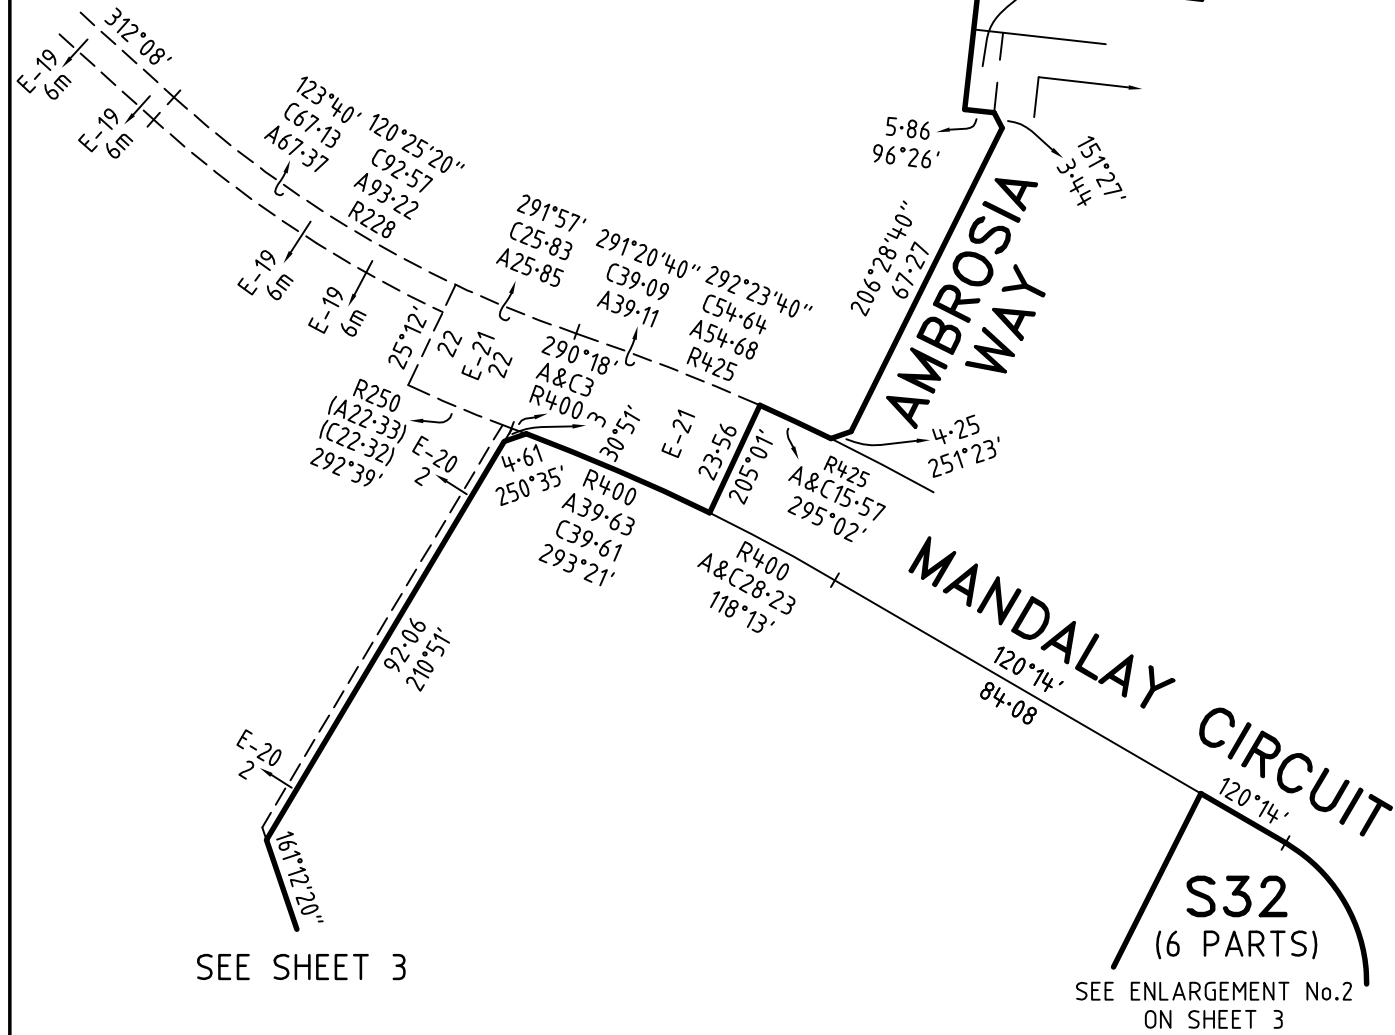 312°08'
E-19
6m
E-19
6m
123°40'
C67·13
A67·37
120°25'20"
C92·57
A93·22
R228
E-19
6m
E-19
6m
291°57'
C25·83
A25·85
291°20'40"
C39·09
A39·11
292°23'40"
C54·64
A54·68
R425
5·86
96°26'
151°27'
3·44
206°28'40"
67·27
AMBROSIA
WAY
25°12'
22
E-21
22
290°18'
A&C3
R400
3
30°51'
E-21
23·56
205°01'
R250
(A22·33)
(C22·32)
292°39'
E-20
2
4·61
250°35'
R400
A39·63
C39·61
293°21'
R425
A&C15·57
295°02'
4·25
251°23'
R400
A&C28·23
118°13'
MANDALAY CIRCUIT
120°14'
84·08
92·06
210°51'
E-20
2
161°12'20"
SEE SHEET 3
120°14'
S32
(6 PARTS)
SEE ENLARGEMENT No.2
ON SHEET 3